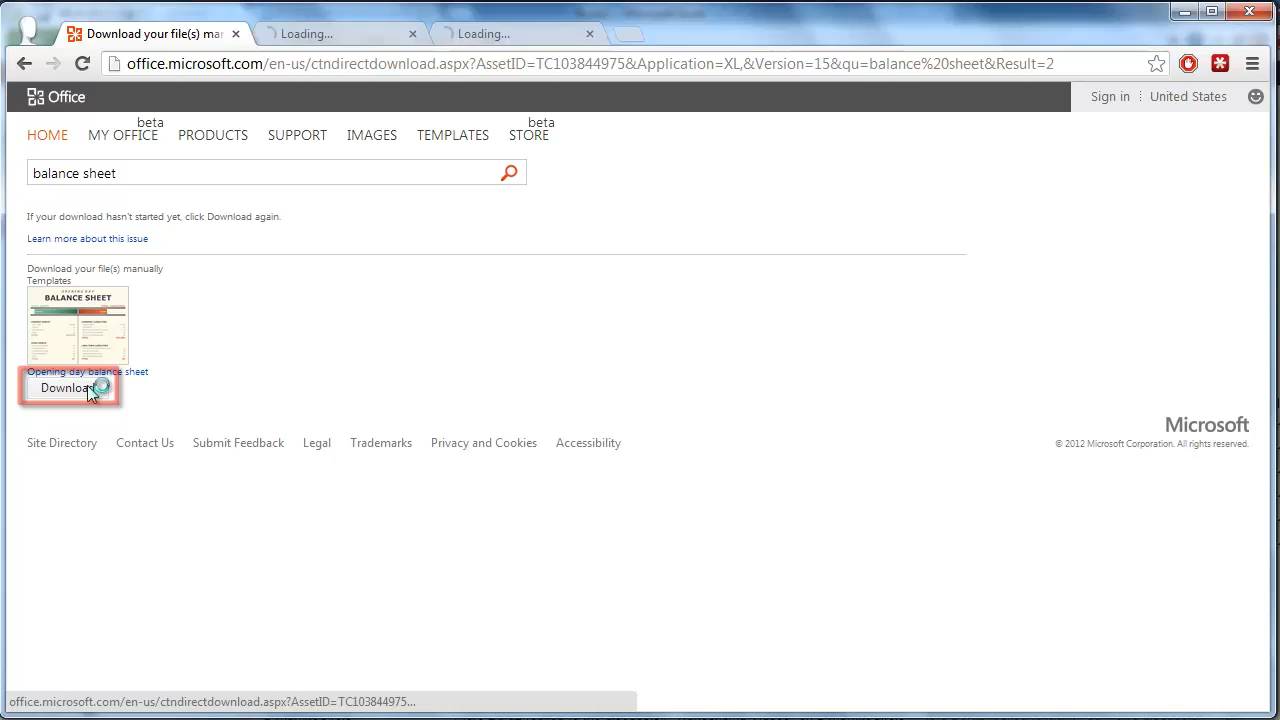 Download your file(s) mar
Loading...
Loading...
office.microsoft.com/en-us/ctndirectdownload.aspx?AssetID=TC103844975&Application=XL,&Version=15&qu=balance%20sheet&Result=2
Office
Sign in
United States
HOME
MY OFFICE beta
PRODUCTS
SUPPORT
IMAGES
TEMPLATES
STORE beta
balance sheet
If your download hasn't started yet, click Download again.
Learn more about this issue
Download your file(s) manually
Templates
OPENING DAY
BALANCE SHEET
Opening day balance sheet
Download
Microsoft
Site Directory
Contact Us
Submit Feedback
Legal
Trademarks
Privacy and Cookies
Accessibility
© 2012 Microsoft Corporation. All rights reserved.
office.microsoft.com/en-us/ctndirectdownload.aspx?AssetID=TC103844975...